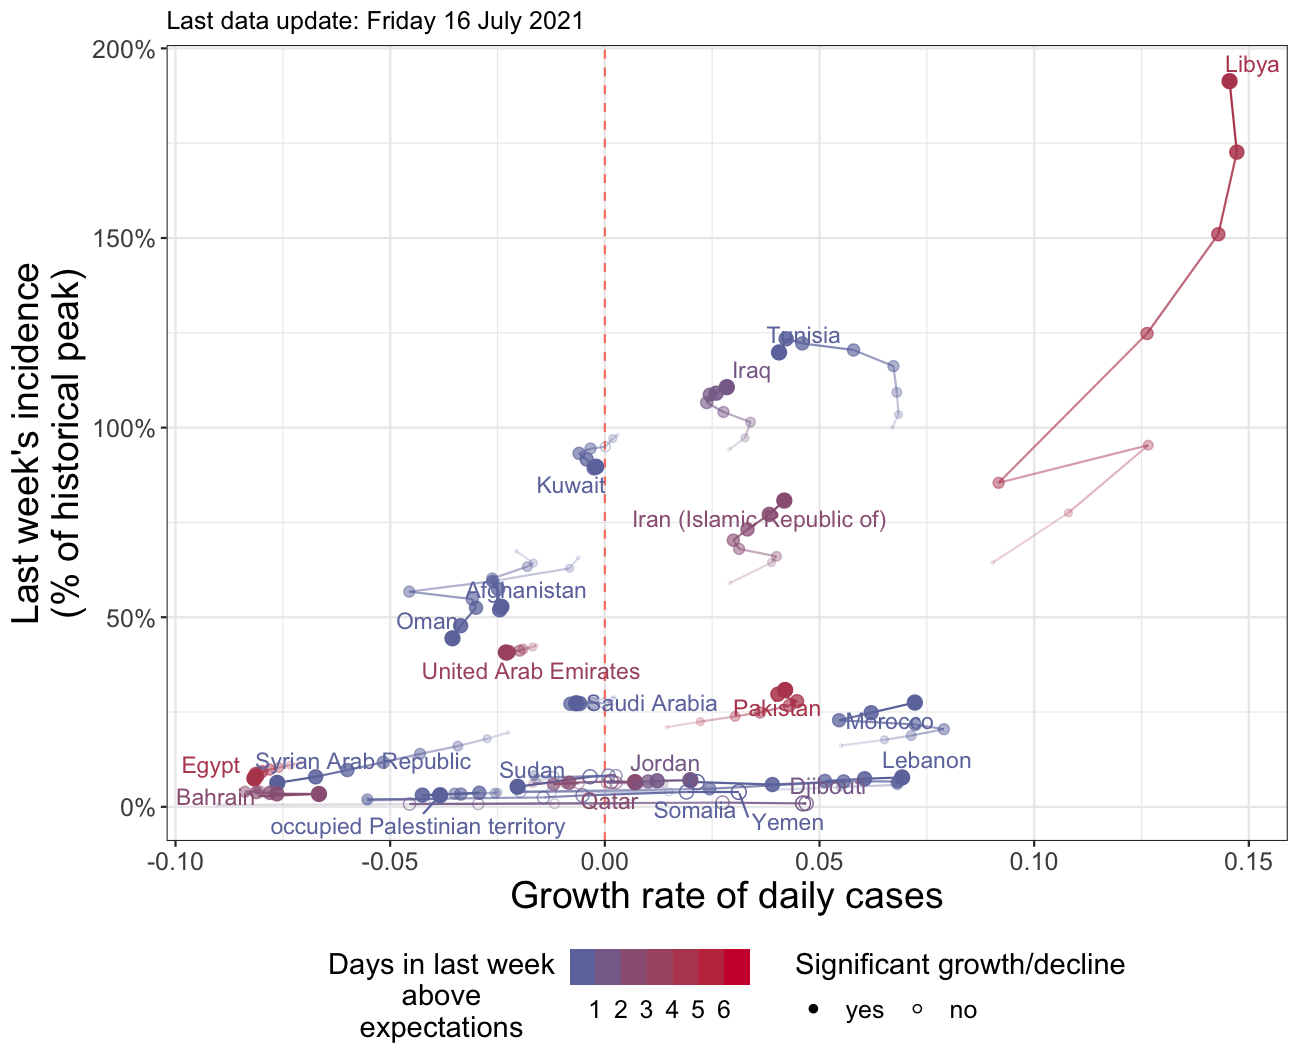 Last data update: Friday 16 July 2021
Last week's incidence
(% of historical peak)
200%
150%
100%
50%
0%
Libya
Tunisia
Iraq
Kuwait
Iran (Islamic Republic of)
Afghanistan
Oman
United Arab Emirates
Saudi Arabia
Pakistan
Morocco
Egypt
Syrian Arab Republic
Sudan
Jordan
Lebanon
Bahrain
Qatar
Djibouti
Somalia
Yemen
occupied Palestinian territory
-0.10
-0.05
0.00
0.05
0.10
0.15
Growth rate of daily cases
Days in last week
above
expectations
1 2 3 4 5 6
Significant growth/decline
yes
no